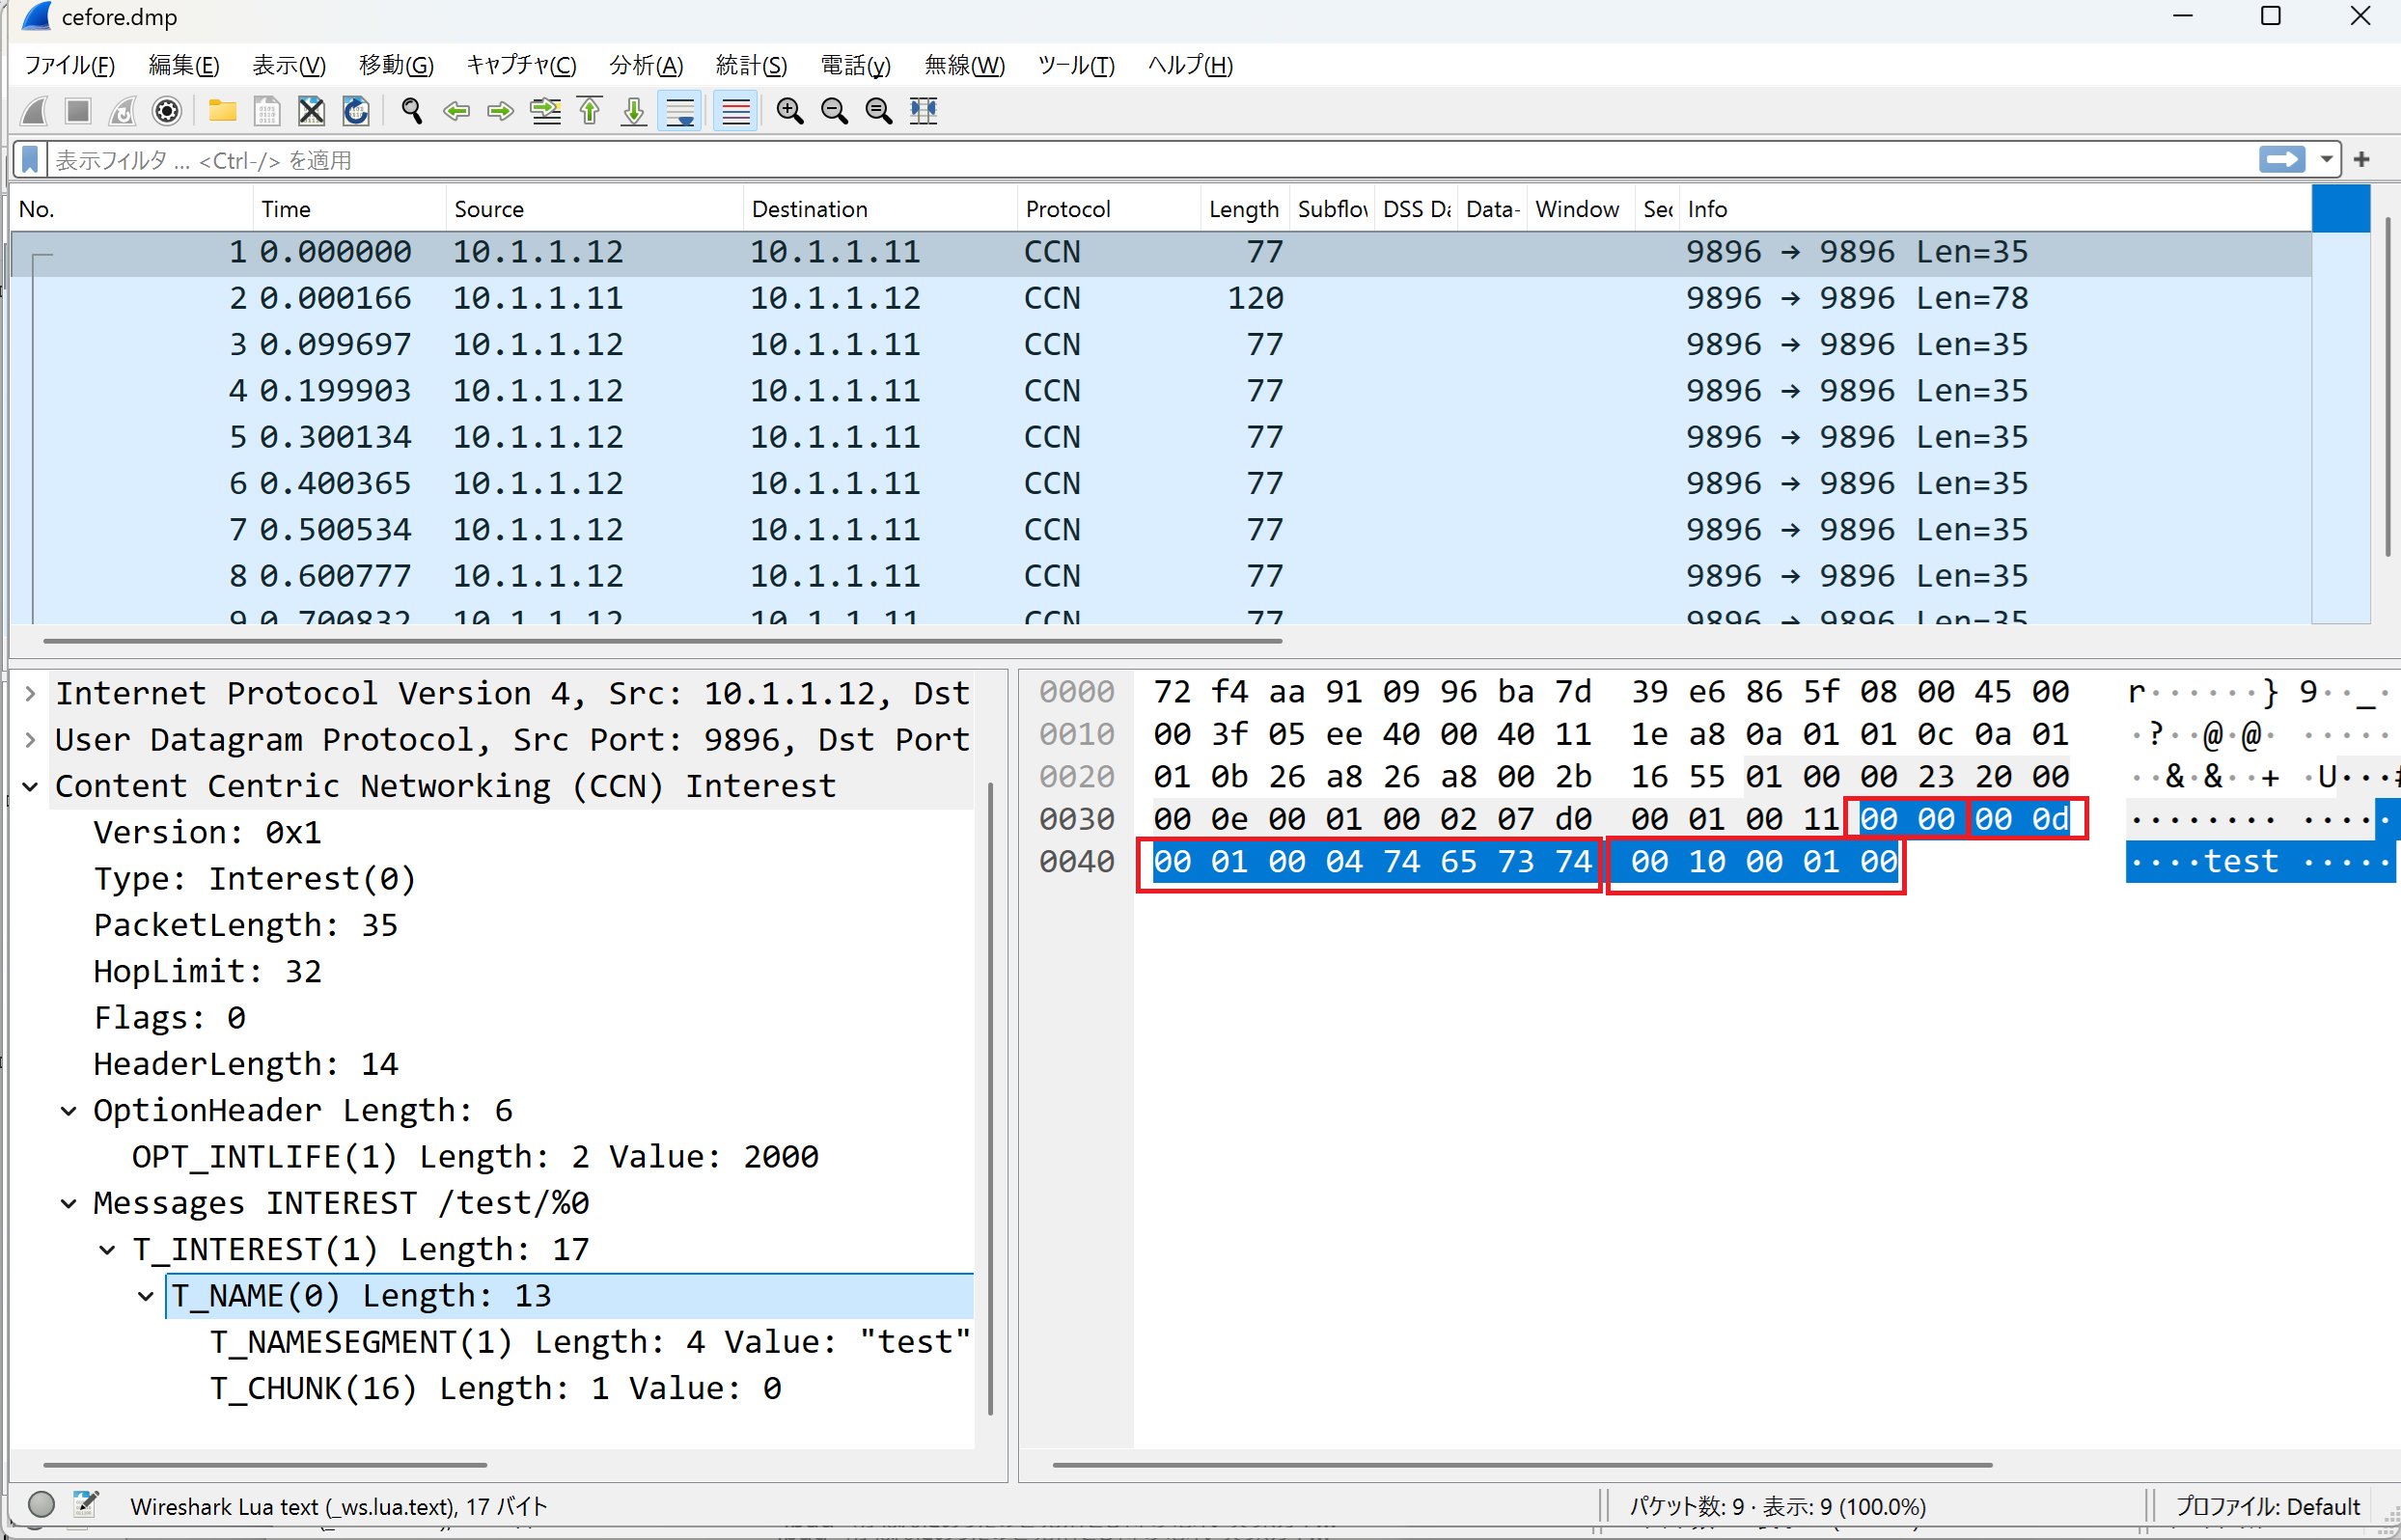 cefore.dmp
ファイル(F) 編集(E) 表示(V) 移動(G) キャプチャ(C) 分析(A) 統計(S) 電話(y) 無線(W) ツール(T) ヘルプ(H)
表示フィルタ ... <Ctrl-/> を適用
No. Time Source Destination Protocol Length Subflow DSS Da Data- Window Sec Info
1 0.000000 10.1.1.12 10.1.1.11 CCN 77 9896 → 9896 Len=35
2 0.000166 10.1.1.11 10.1.1.12 CCN 120 9896 → 9896 Len=78
3 0.099697 10.1.1.12 10.1.1.11 CCN 77 9896 → 9896 Len=35
4 0.199903 10.1.1.12 10.1.1.11 CCN 77 9896 → 9896 Len=35
5 0.300134 10.1.1.12 10.1.1.11 CCN 77 9896 → 9896 Len=35
6 0.400365 10.1.1.12 10.1.1.11 CCN 77 9896 → 9896 Len=35
7 0.500534 10.1.1.12 10.1.1.11 CCN 77 9896 → 9896 Len=35
8 0.600777 10.1.1.12 10.1.1.11 CCN 77 9896 → 9896 Len=35
9 0.700832 10.1.1.12 10.1.1.11 CCN 77 9896 → 9896 Len=35
Internet Protocol Version 4, Src: 10.1.1.12, Dst
User Datagram Protocol, Src Port: 9896, Dst Port
Content Centric Networking (CCN) Interest
Version: 0x1
Type: Interest(0)
PacketLength: 35
HopLimit: 32
Flags: 0
HeaderLength: 14
OptionHeader Length: 6
OPT_INTLIFE(1) Length: 2 Value: 2000
Messages INTEREST /test/%0
T_INTEREST(1) Length: 17
T_NAME(0) Length: 13
T_NAMESEGMENT(1) Length: 4 Value: "test"
T_CHUNK(16) Length: 1 Value: 0
0000 72 f4 aa 91 09 96 ba 7d 39 e6 86 5f 08 00 45 00 r······} 9··_·
0010 00 3f 05 ee 40 00 40 11 1e a8 0a 01 01 0c 0a 01 ·?··@·@· ·····
0020 01 0b 26 a8 26 a8 00 2b 16 55 01 00 00 23 20 00 ··&·&··+ ·U···#
0030 00 0e 00 01 00 02 07 d0 00 01 00 11 00 00 00 0d ········ ·····
0040 00 01 00 04 74 65 73 74 00 10 00 01 00 ····test ·····
Wireshark Lua text (_ws.lua.text), 17 バイト パケット数: 9 · 表示: 9 (100.0%) プロファイル: Default